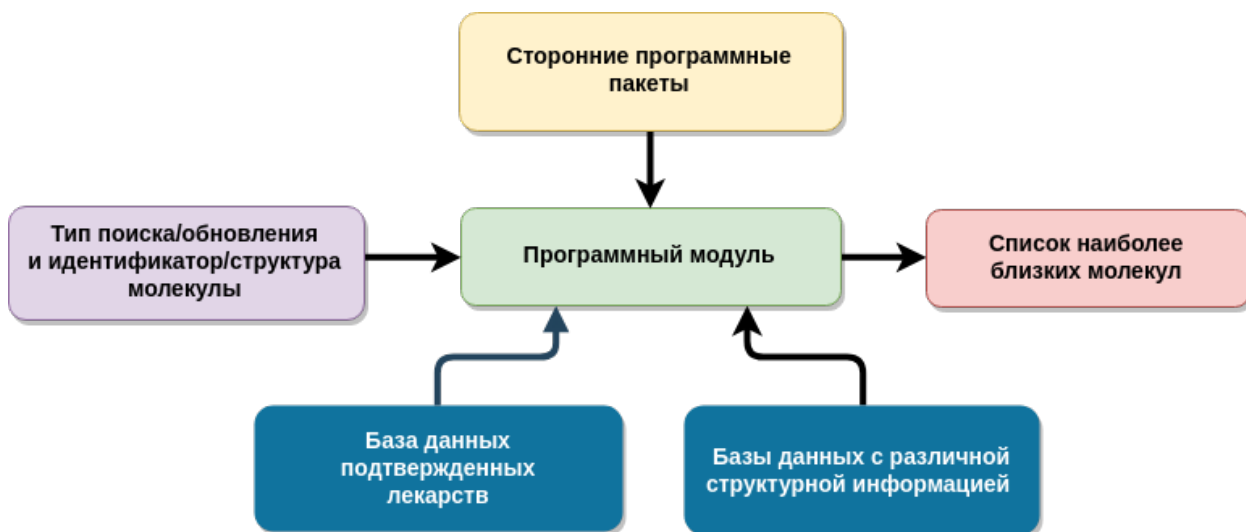 Сторонние программные
пакеты
Тип поиска/обновления
и идентификатор/структура
молекулы
Программный модуль
Список наиболее
близких молекул
База данных
подтвержденных
лекарств
Базы данных с различной
структурной информацией